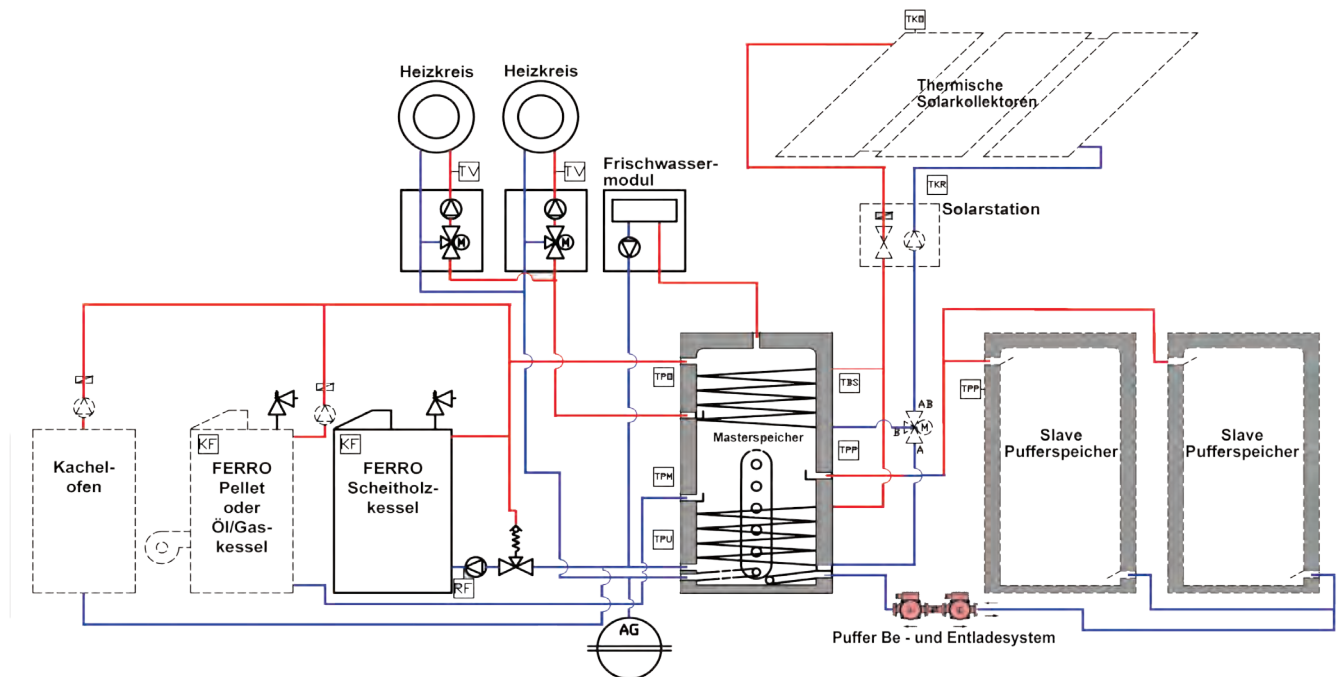 TKO
Heizkreis
Heizkreis
Thermische
Solarkollektoren
Frischwasser-
modul
TV
TV
TKR
Solarstation
M
M
TPO
TBS
TPP
AB
B
M
A
Masterspeicher
TPP
Slave
Pufferspeicher
Slave
Pufferspeicher
KF
KF
Kachel-
ofen
FERRO
Pellet
oder
Öl/Gas-
kessel
FERRO
Scheitholz-
kessel
TPM
TPU
RF
AG
Puffer Be - und Entladesystem